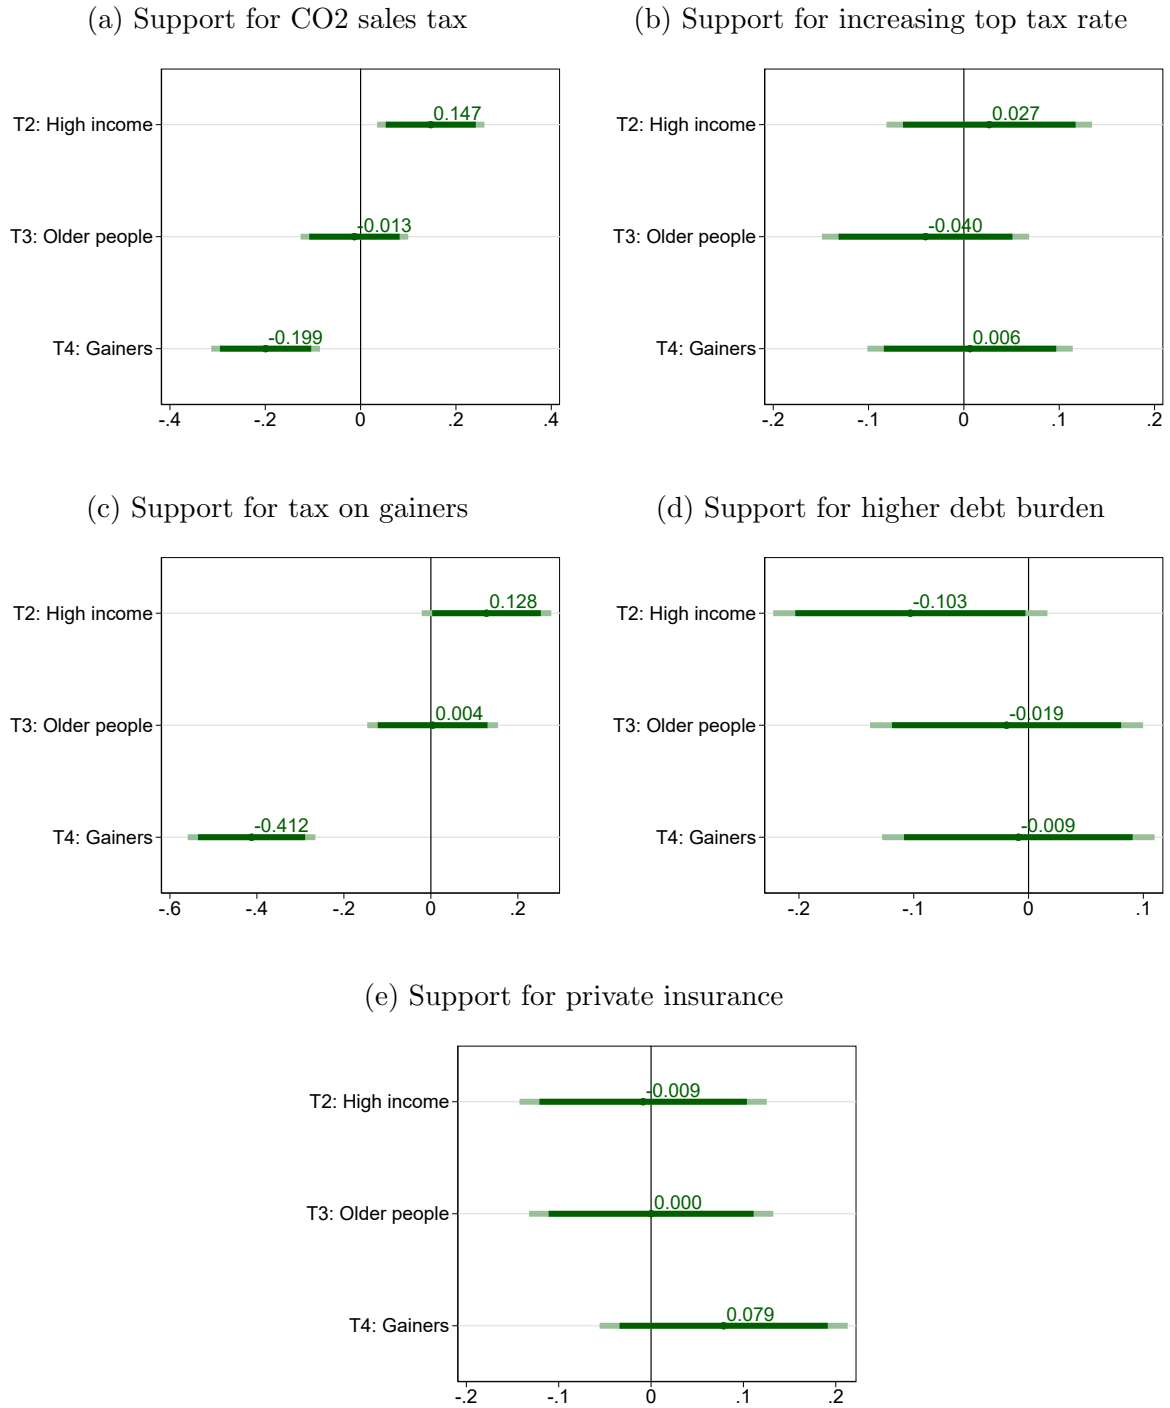 (a) Support for CO2 sales tax
T2: High income
0.147
T3: Older people
-0.013
T4: Gainers
-0.199
-.4 -.2 0 .2 .4
(b) Support for increasing top tax rate
T2: High income
0.027
T3: Older people
-0.040
T4: Gainers
0.006
-.2 -.1 0 .1 .2
(c) Support for tax on gainers
T2: High income
0.128
T3: Older people
0.004
T4: Gainers
-0.412
-.6 -.4 -.2 0 .2
(d) Support for higher debt burden
T2: High income
-0.103
T3: Older people
-0.019
T4: Gainers
-0.009
-.2 -.1 0 .1
(e) Support for private insurance
T2: High income
-0.009
T3: Older people
0.000
T4: Gainers
0.079
-.2 -.1 0 .1 .2